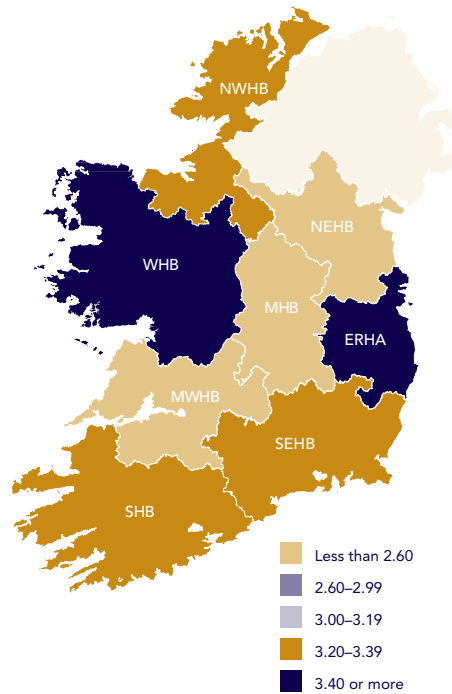 NWHB
NEHB
WHB
MHB
ERHA
MWHB
SEHB
SHB
Less than 2.60
2.60–2.99
3.00–3.19
3.20–3.39
3.40 or more